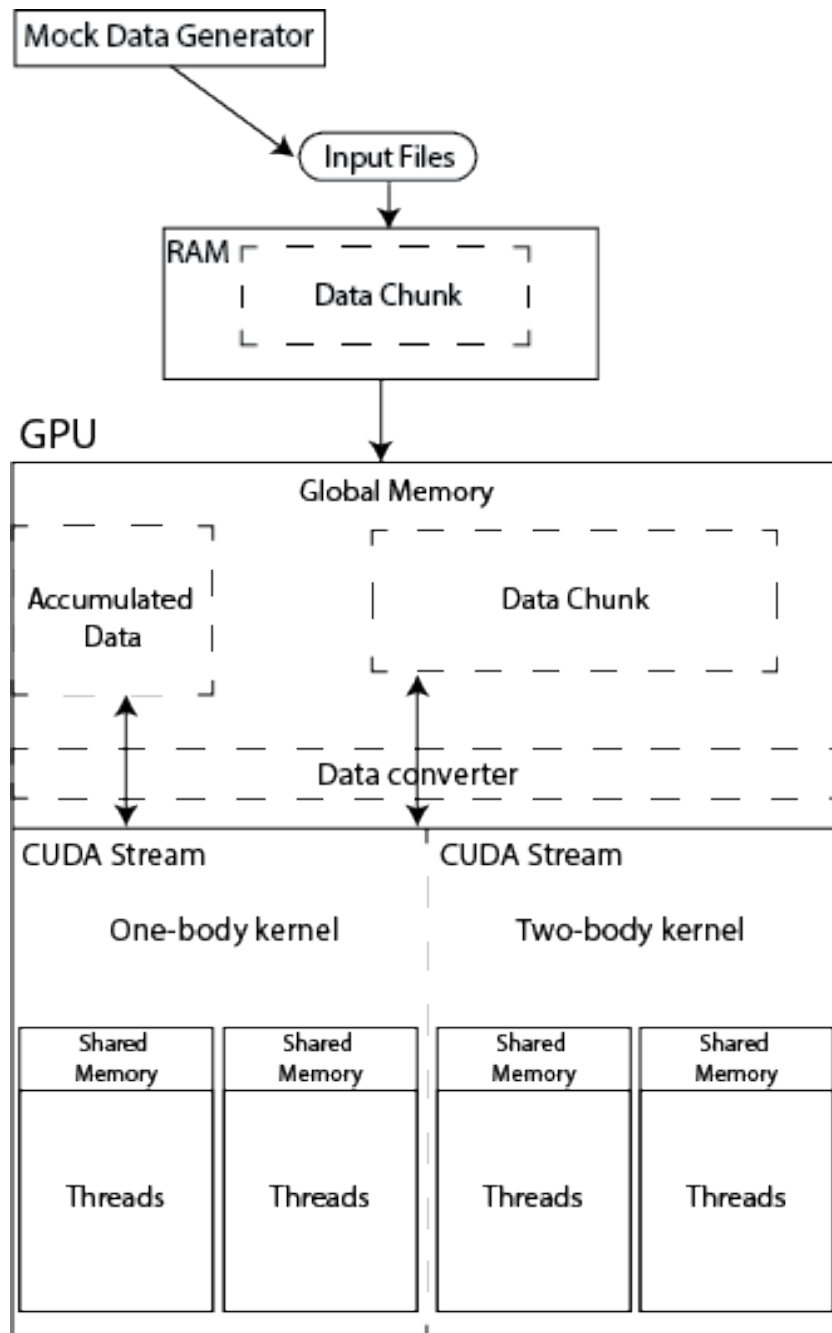 Mock Data Generator
Input Files
RAM
Data Chunk
GPU
Global Memory
Accumulated
Data
Data Chunk
Data converter
CUDA Stream
CUDA Stream
One-body kernel
Two-body kernel
Shared
Memory
Shared
Memory
Shared
Memory
Shared
Memory
Threads
Threads
Threads
Threads